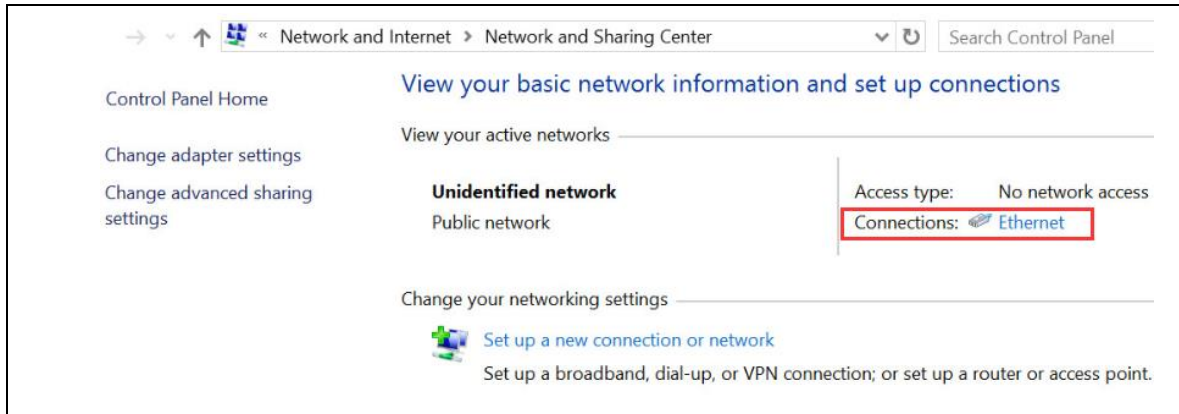 « Network and Internet > Network and Sharing Center
Search Control Panel
Control Panel Home
Change adapter settings
Change advanced sharing
settings
View your basic network information and set up connections
View your active networks
Unidentified network
Public network
Access type: No network access
Connections: Ethernet
Change your networking settings
Set up a new connection or network
Set up a broadband, dial-up, or VPN connection; or set up a router or access point.